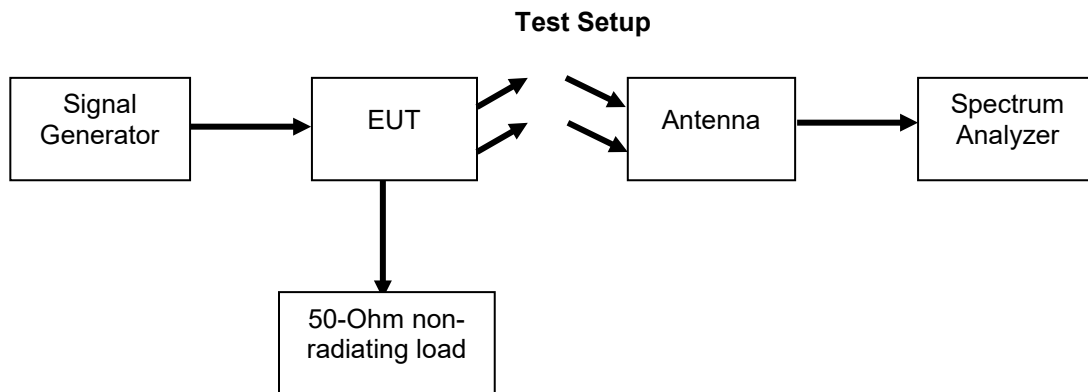 Test Setup
Signal
Generator
EUT
Antenna
Spectrum
Analyzer
50-Ohm non-
radiating load